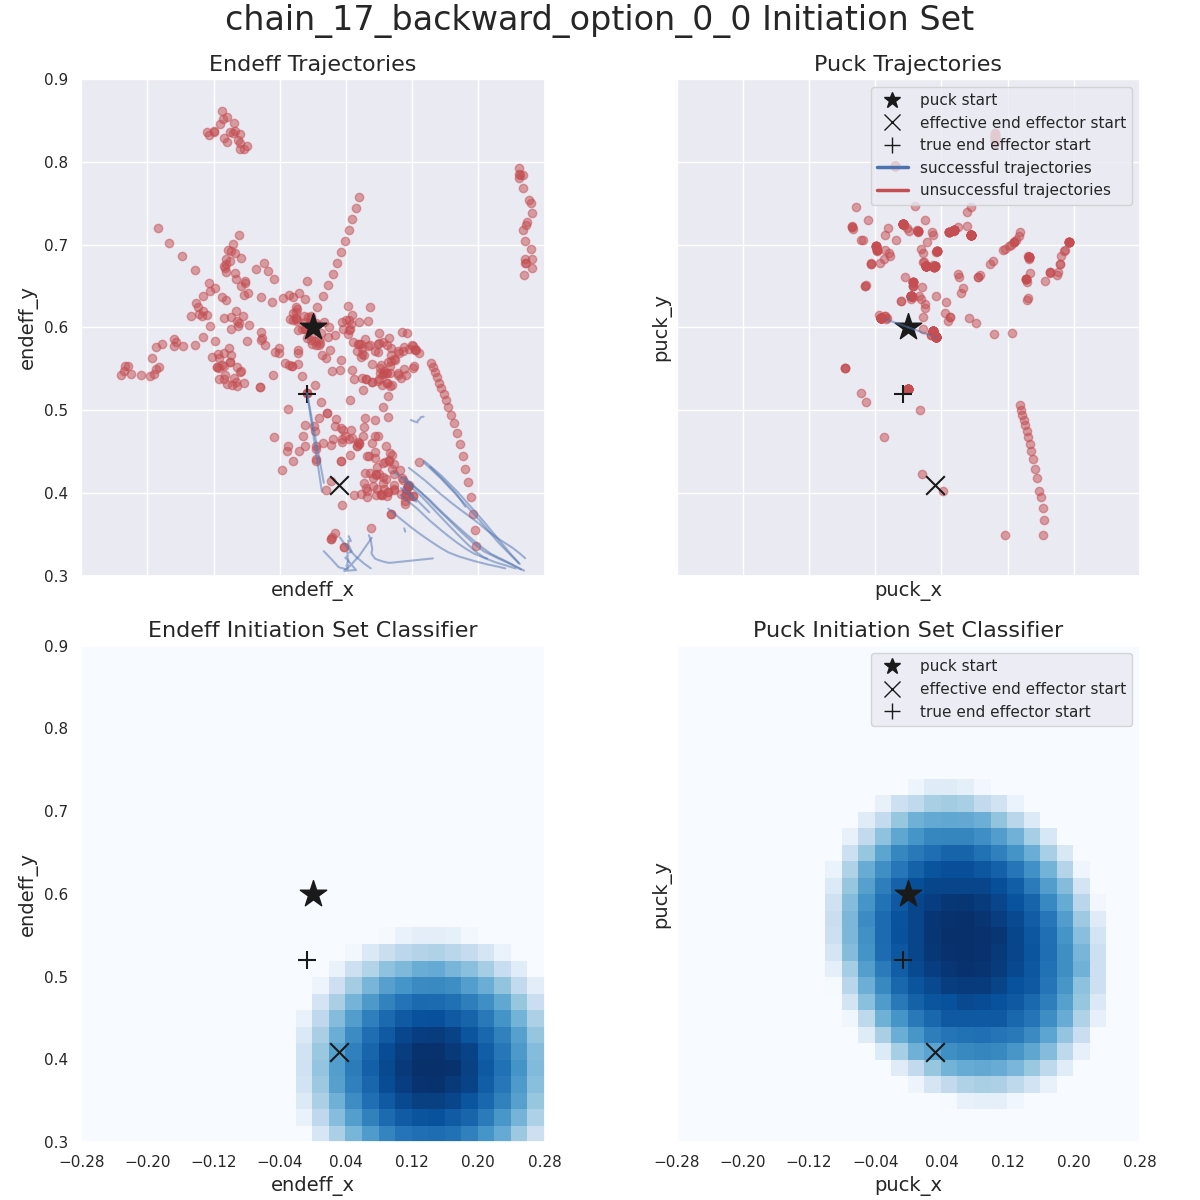 chain_17_backward_option_0_0 Initiation Set
Endeff Trajectories
0.9
0.8
0.7
0.6
0.5
0.4
0.3
endeff_y
endeff_x
Puck Trajectories
puck start
effective end effector start
true end effector start
successful trajectories
unsuccessful trajectories
puck_y
puck_x
Endeff Initiation Set Classifier
0.9
0.8
0.7
0.6
0.5
0.4
0.3
endeff_y
−0.28 −0.20 −0.12 −0.04 0.04 0.12 0.20 0.28
endeff_x
Puck Initiation Set Classifier
puck start
effective end effector start
true end effector start
puck_y
−0.28 −0.20 −0.12 −0.04 0.04 0.12 0.20 0.28
puck_x